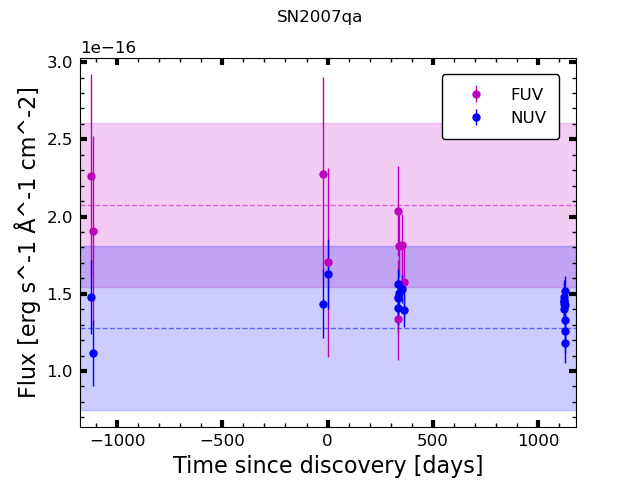 SN2007qa
1e−16
3.0
2.5
2.0
1.5
1.0
Flux [erg s^-1 Å^-1 cm^-2]
FUV
NUV
−1000 −500 0 500 1000
Time since discovery [days]